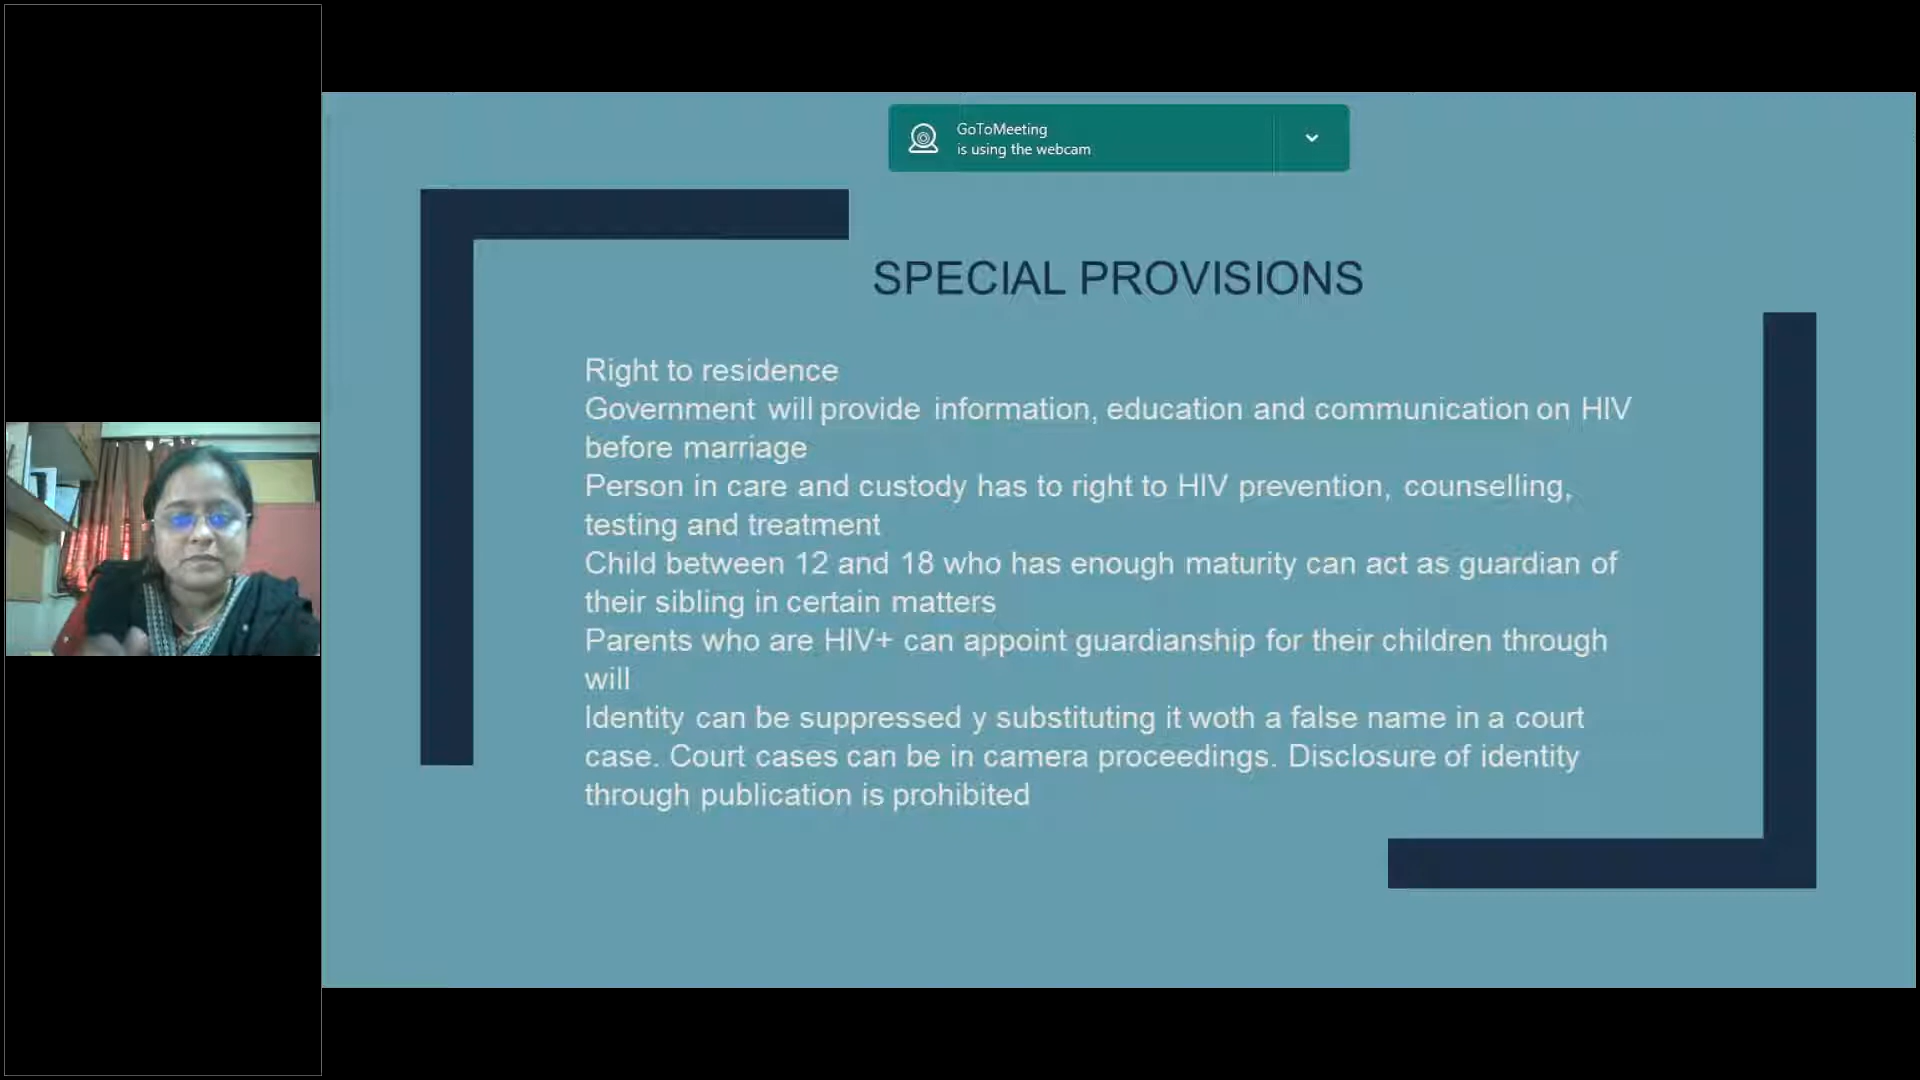 GoToMeeting
is using the webcam
SPECIAL PROVISIONS
Right to residence
Government will provide information, education and communication on HIV
before marriage
Person in care and custody has to right to HIV prevention, counselling,
testing and treatment
Child between 12 and 18 who has enough maturity can act as guardian of
their sibling in certain matters
Parents who are HIV+ can appoint guardianship for their children through
will
Identity can be suppressed y substituting it woth a false name in a court
case. Court cases can be in camera proceedings. Disclosure of identity
through publication is prohibited